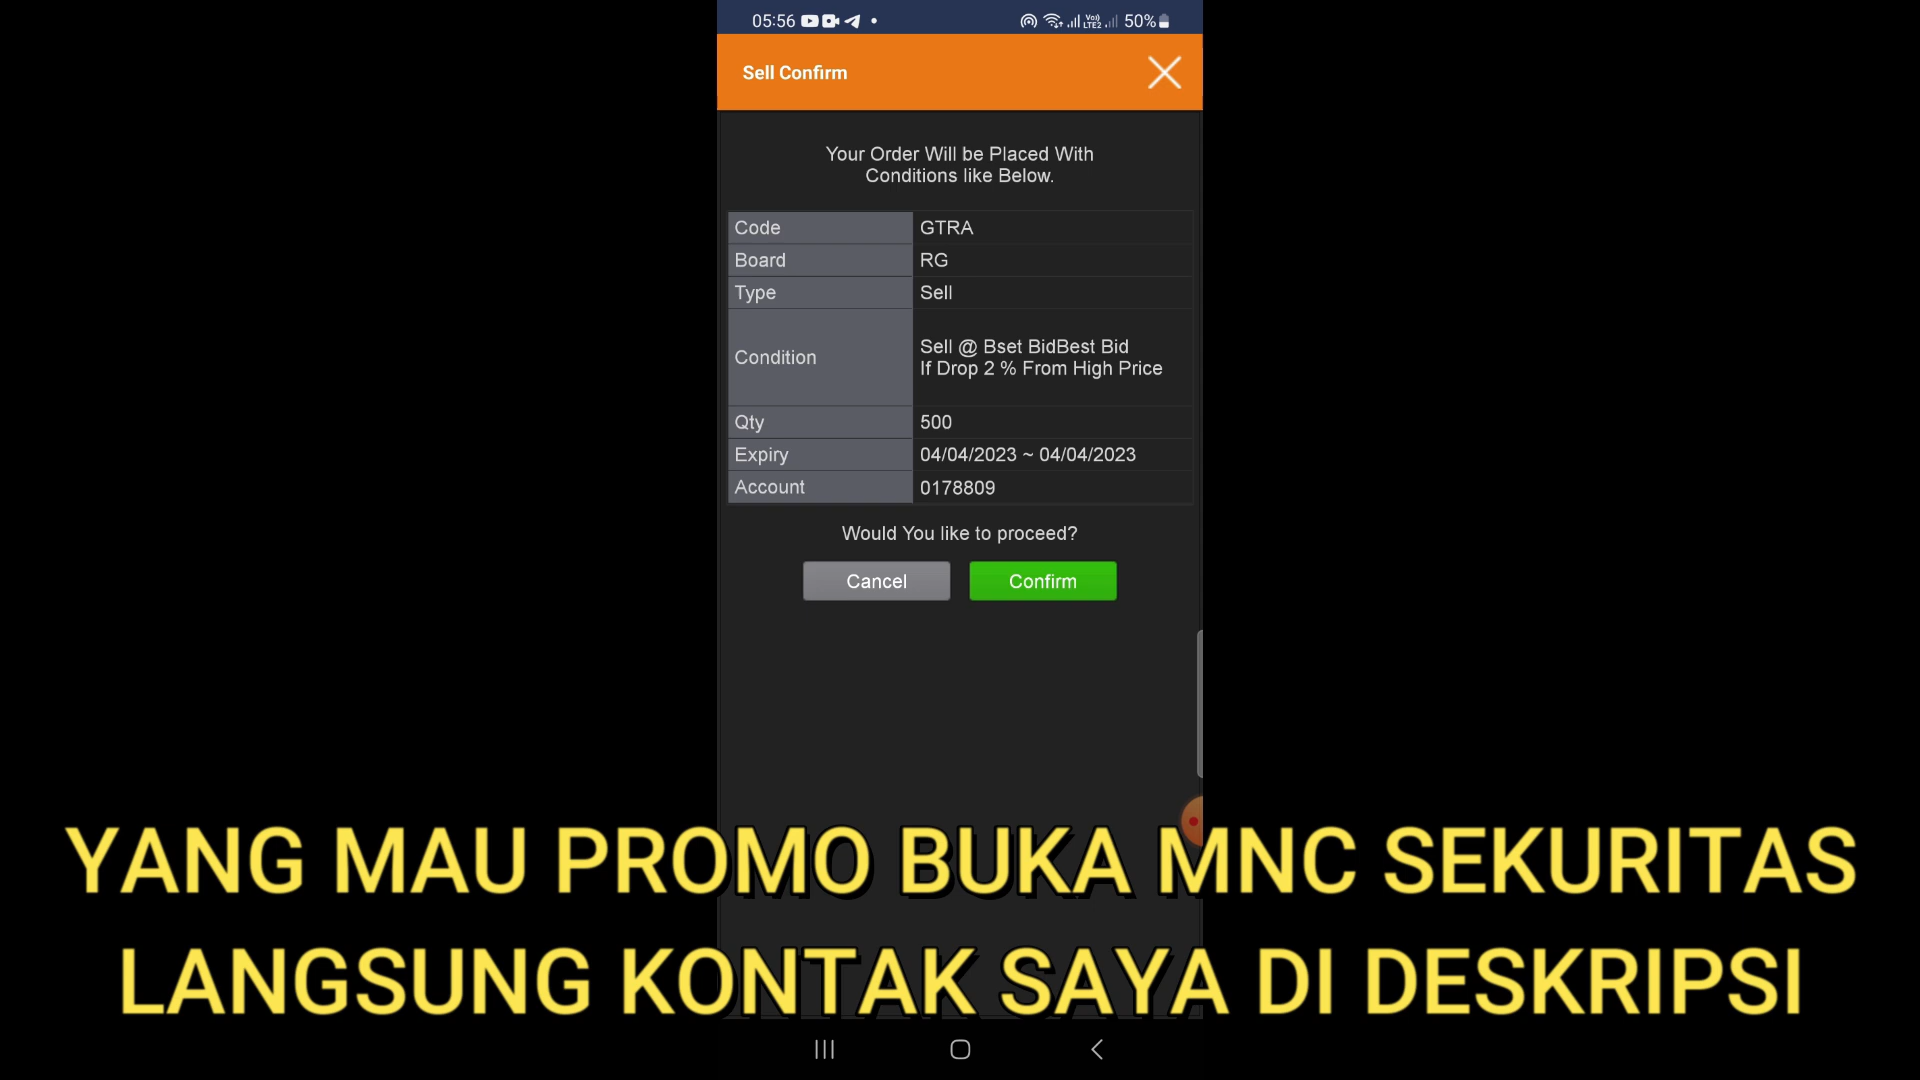 05:56
Vo)) LTE2 50%
Sell Confirm
Your Order Will be Placed With
Conditions like Below.
Code GTRA
Board RG
Type Sell
Condition Sell @ Bset BidBest Bid
If Drop 2 % From High Price
Qty 500
Expiry 04/04/2023 ~ 04/04/2023
Account 0178809
Would You like to proceed?
Cancel Confirm
YANG MAU PROMO BUKA MNC SEKURITAS
LANGSUNG KONTAK SAYA DI DESKRIPSI